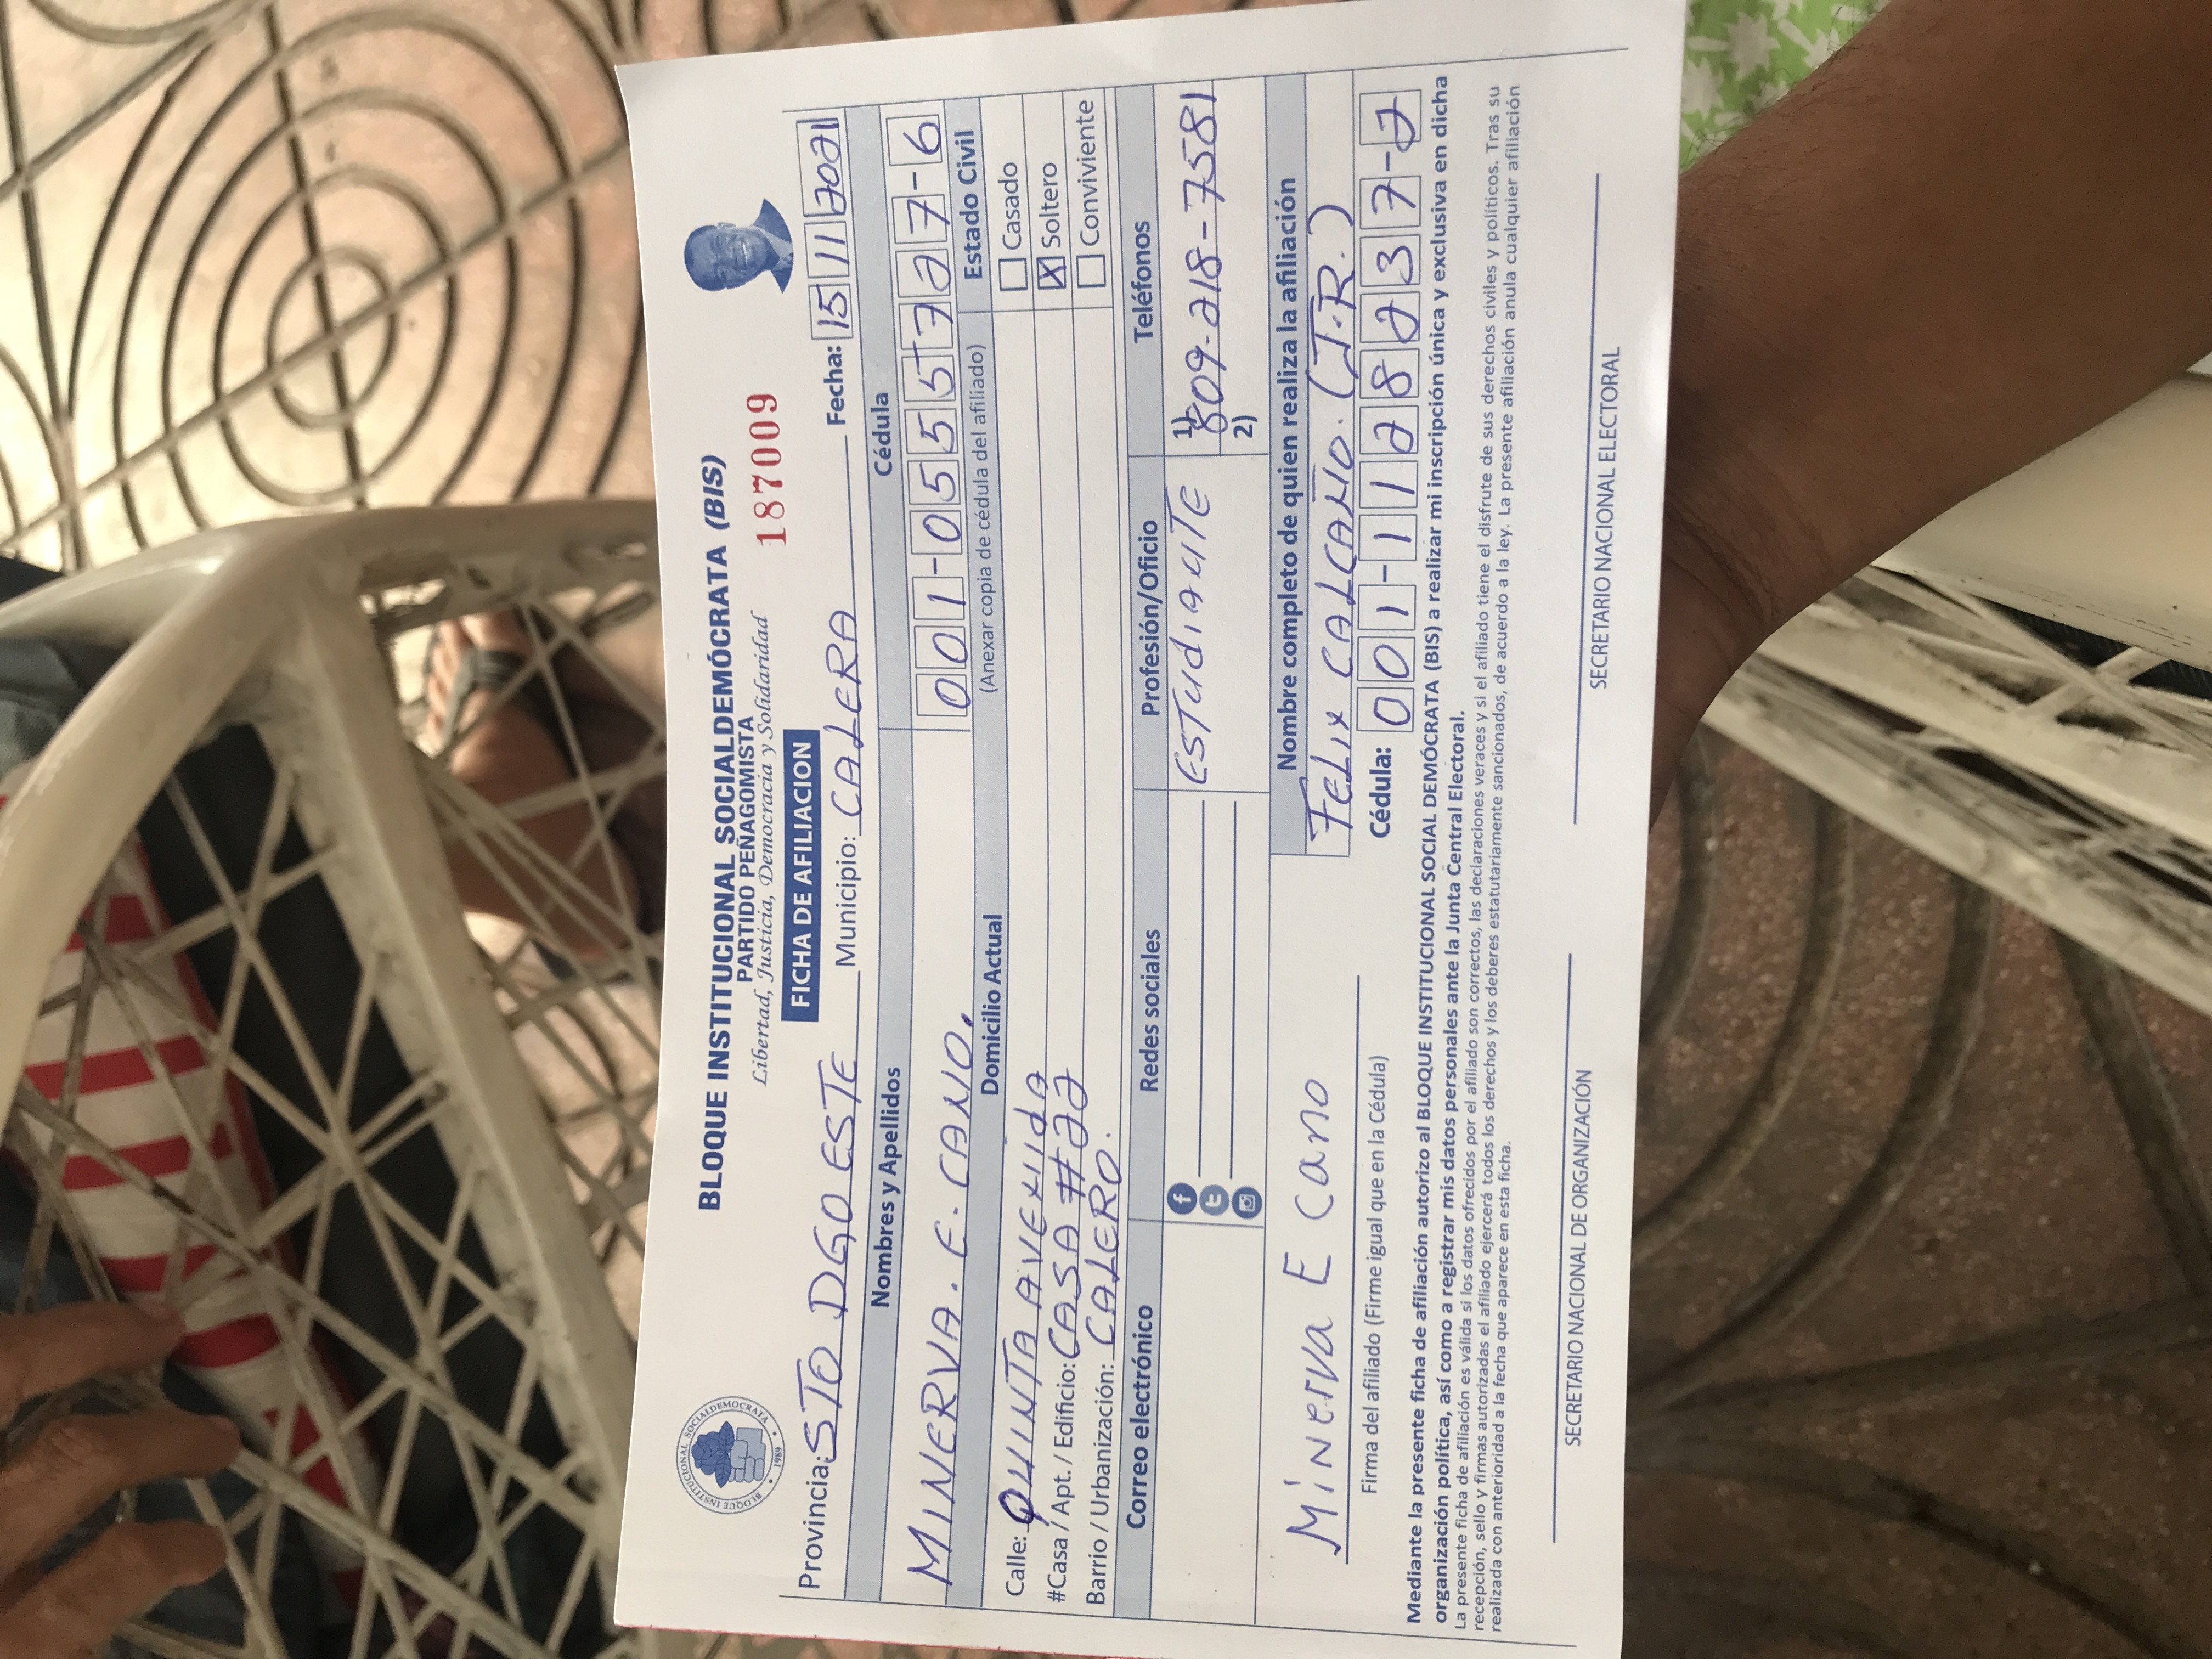 BLOQUE INSTITUCIONAL SOCIALDEMÓCRATA (BIS)
PARTIDO PEÑAGOMISTA
Libertad, Justicia, Democracia y Solidaridad
187009
BLOQUE INSTITUCIONAL SOCIALDEMOCRATA • 1989 •
FICHA DE AFILIACION
Provincia: STO DGO ESTE Municipio: CALERA Fecha: 15 11 2021
Nombres y Apellidos Cédula
MINERVA. E. CANO. 001-0555727-6
(Anexar copia de cédula del afiliado)
Domicilio Actual Estado Civil
Calle: QUINTA AVENIDA Casado
#Casa / Apt. / Edificio: CASA #22 X Soltero
Barrio / Urbanización: CALERO. Conviviente
Correo electrónico Redes sociales Profesión/Oficio Teléfonos
ESTUDIANTE 1) 809-218-7581
2)
Nombre completo de quien realiza la afiliación
Minerva E Cano FELIX CALCAÑO. (J.R.)
Firma del afiliado (Firme igual que en la Cédula) Cédula: 001-1128237-2
Mediante la presente ficha de afiliación autorizo al BLOQUE INSTITUCIONAL SOCIAL DEMÓCRATA (BIS) a realizar mi inscripción única y exclusiva en dicha
organización política, así como a registrar mis datos personales ante la Junta Central Electoral.
La presente ficha de afiliación es válida si los datos ofrecidos por el afiliado son correctos, las declaraciones veraces y si el afiliado tiene el disfrute de sus derechos civiles y políticos. Tras su
recepción, sello y firmas autorizadas el afiliado ejercerá todos los derechos y los deberes estatutariamente sancionados, de acuerdo a la ley. La presente afiliación anula cualquier afiliación
realizada con anterioridad a la fecha que aparece en esta ficha.
SECRETARIO NACIONAL DE ORGANIZACIÓN SECRETARIO NACIONAL ELECTORAL